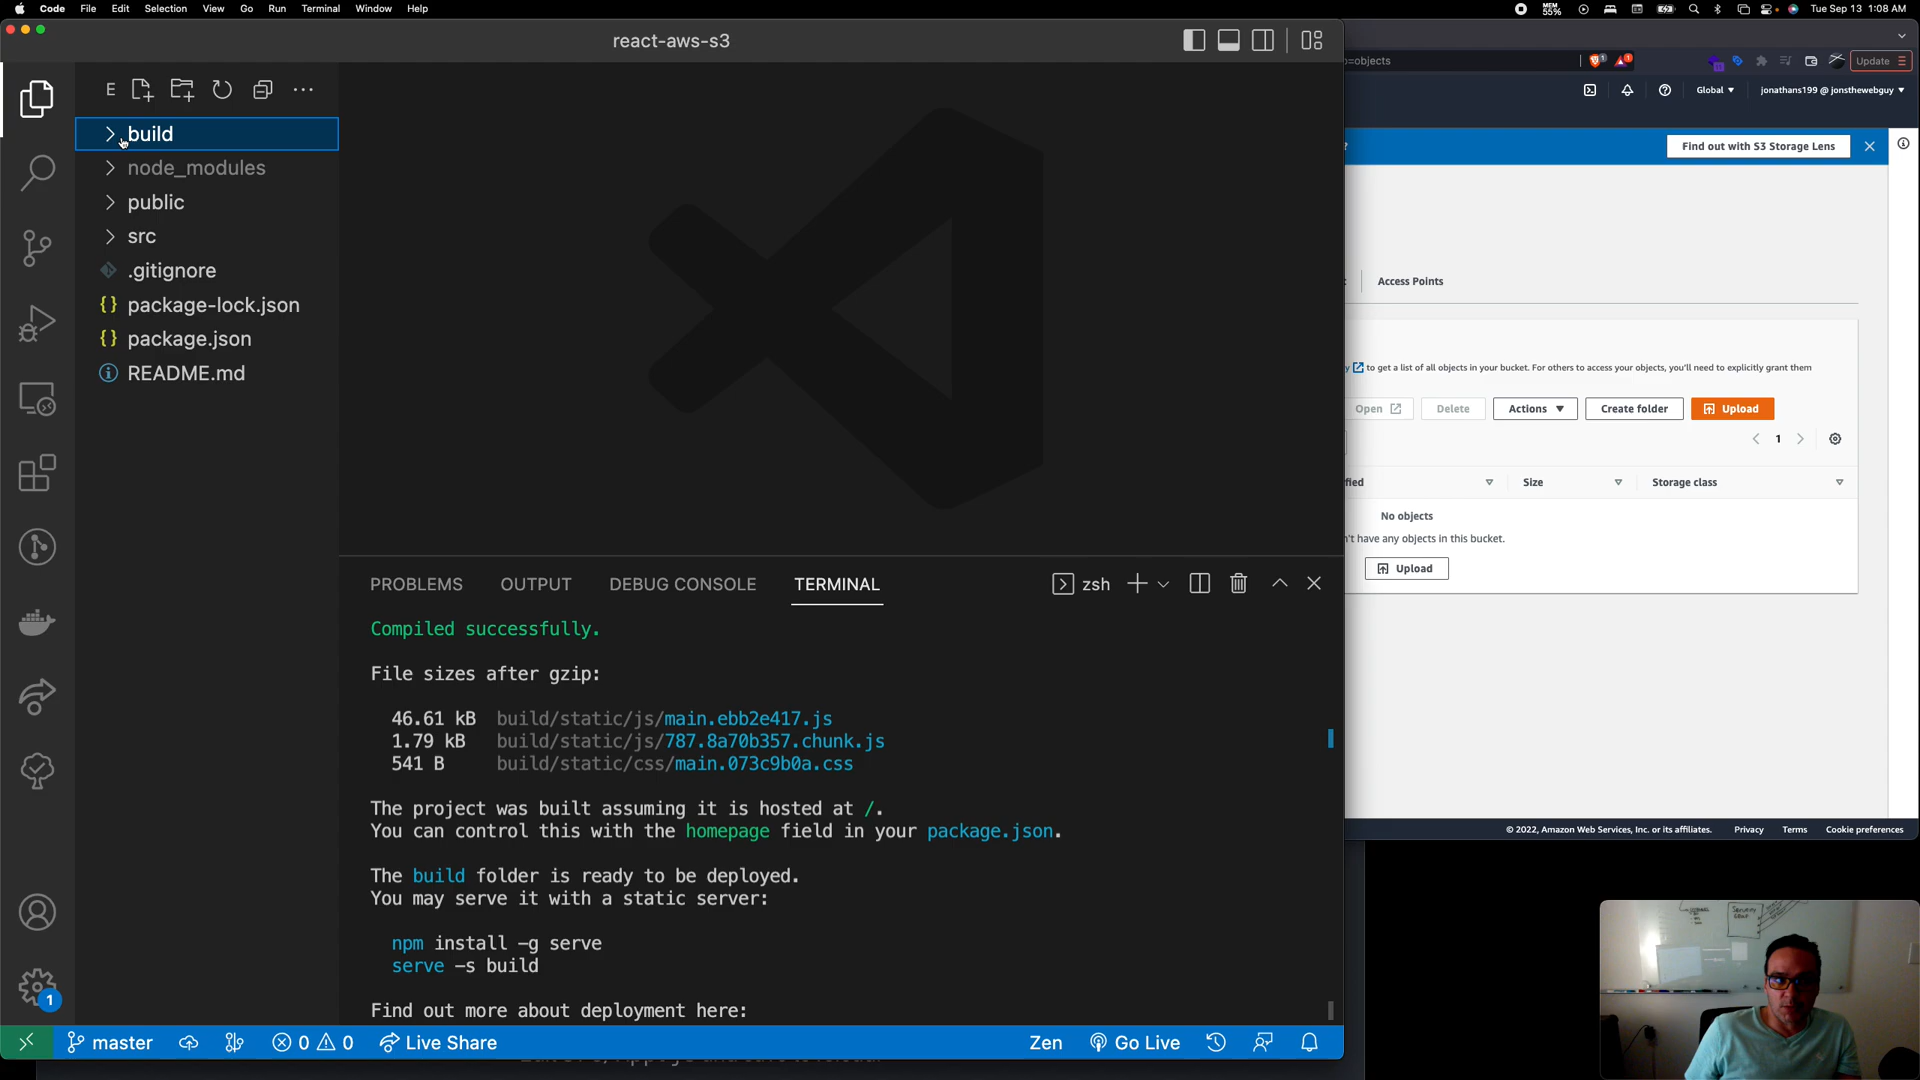 Code File Edit Selection View Go Run Terminal Window Help
MEM 55%
Tue Sep 13 1:08 AM
react-aws-s3
E
build
node_modules
public
src
.gitignore
package-lock.json
package.json
README.md
PROBLEMS OUTPUT DEBUG CONSOLE TERMINAL
zsh
Compiled successfully.
File sizes after gzip:
46.61 kB build/static/js/main.ebb2e417.js
1.79 kB build/static/js/787.8a70b357.chunk.js
541 B build/static/css/main.073c9b0a.css
The project was built assuming it is hosted at /.
You can control this with the homepage field in your package.json.
The build folder is ready to be deployed.
You may serve it with a static server:
npm install -g serve
serve -s build
Find out more about deployment here:
1
master
0 0
Live Share
Zen
Go Live
=objects
Update
Global
jonathans199 @ jonsthewebguy
?
Find out with S3 Storage Lens
Access Points
y to get a list of all objects in your bucket. For others to access your objects, you'll need to explicitly grant them
Open Delete Actions Create folder Upload
1
fied Size Storage class
No objects
't have any objects in this bucket.
Upload
© 2022, Amazon Web Services, Inc. or its affiliates. Privacy Terms Cookie preferences